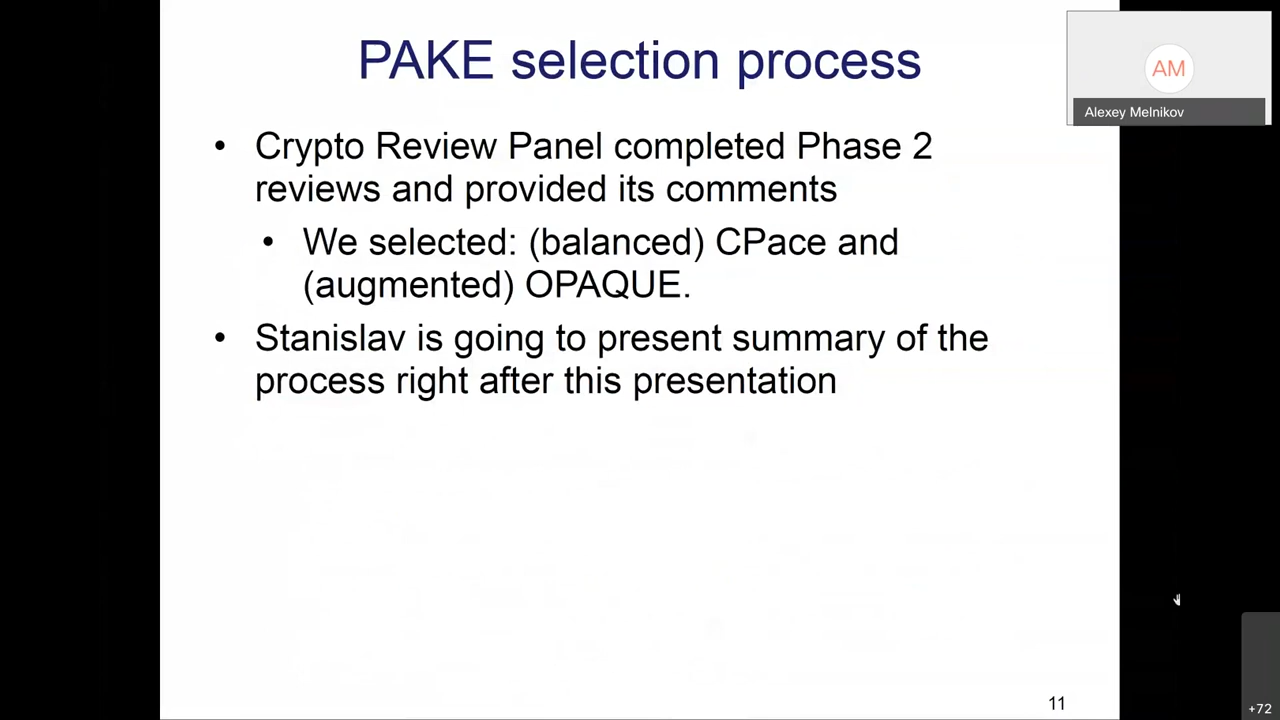 PAKE selection process
AM
Alexey Melnikov
• Crypto Review Panel completed Phase 2
reviews and provided its comments
• We selected: (balanced) CPace and
(augmented) OPAQUE.
• Stanislav is going to present summary of the
process right after this presentation
11
+72